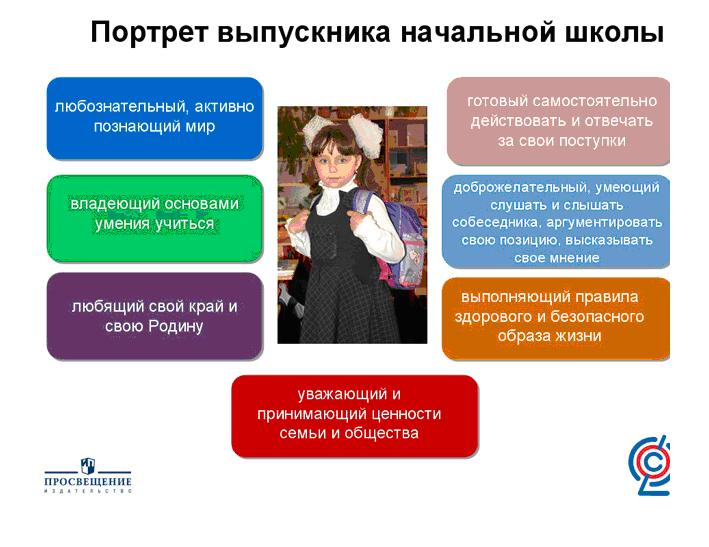 Портрет выпускника начальной школы
любознательный, активно
познающий мир
готовый самостоятельно
действовать и отвечать
за свои поступки
владеющий основами
умения учиться
доброжелательный, умеющий
слушать и слышать
собеседника, аргументировать
свою позицию, высказывать
свое мнение
любящий свой край и
свою Родину
выполняющий правила
здорового и безопасного
образа жизни
уважающий и
принимающий ценности
семьи и общества
ПРОСВЕЩЕНИЕ
ИЗДАТЕЛЬСТВО